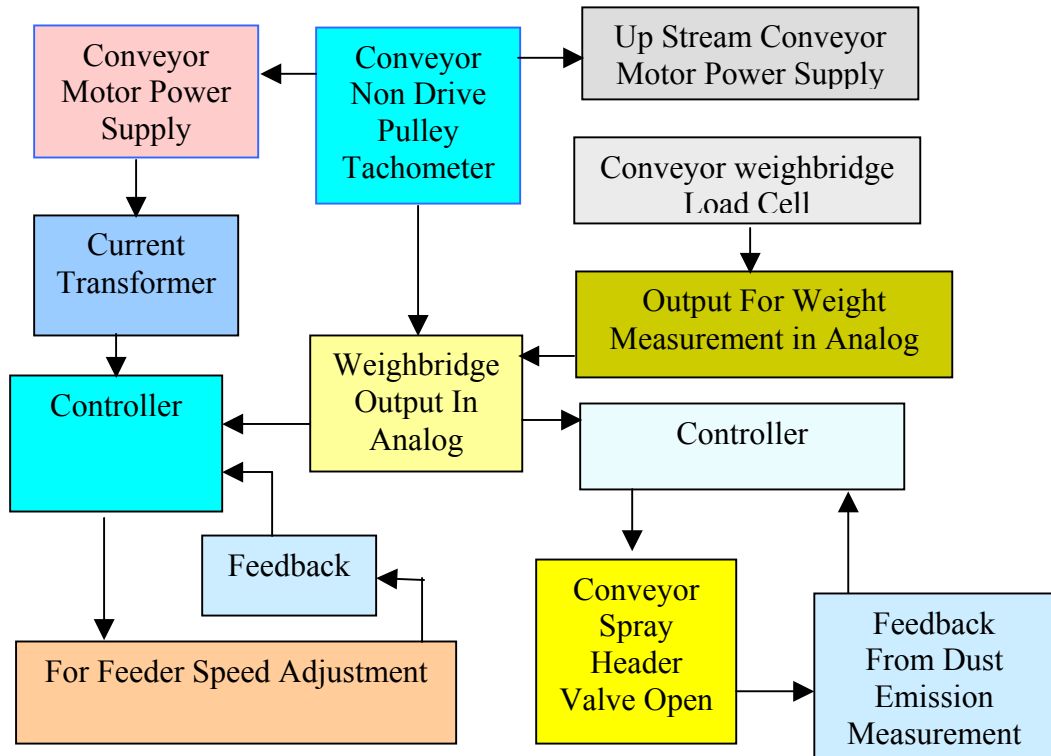 Conveyor
Motor Power
Supply
Conveyor
Non Drive
Pulley
Tachometer
Up Stream Conveyor
Motor Power Supply
Conveyor weighbridge
Load Cell
Current
Transformer
Output For Weight
Measurement in Analog
Weighbridge
Output In
Analog
Controller
Controller
Feedback
For Feeder Speed Adjustment
Conveyor
Spray
Header
Valve Open
Feedback
From Dust
Emission
Measurement